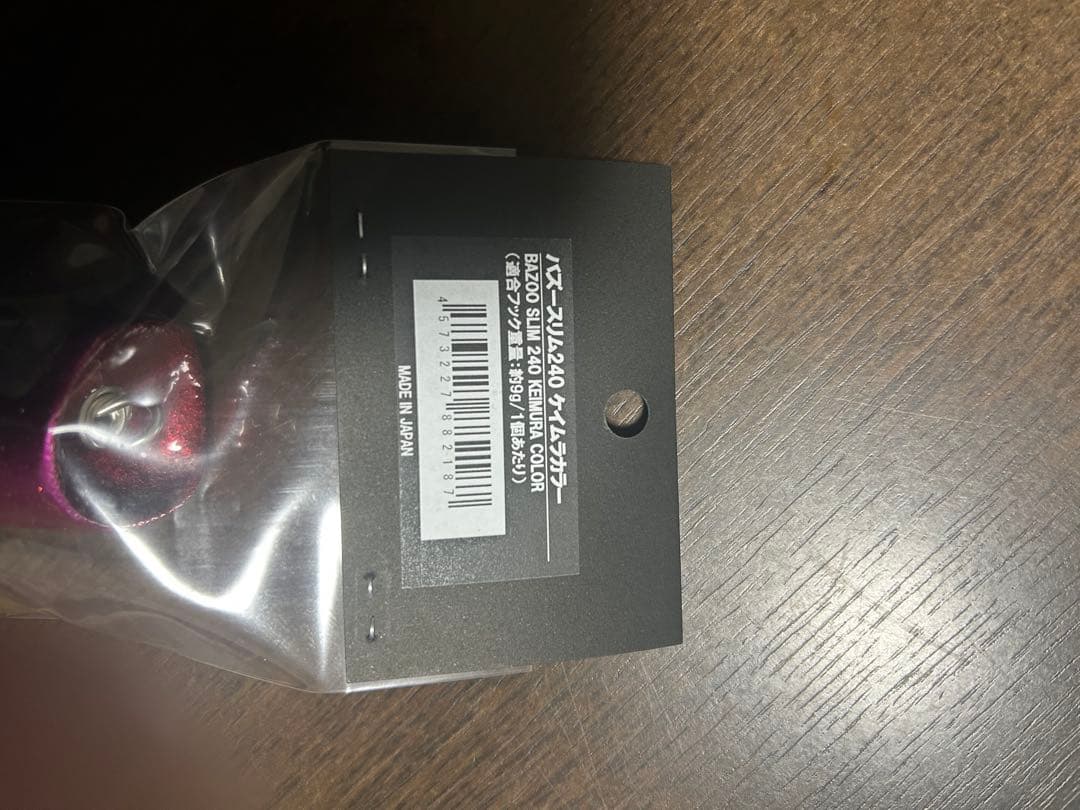 バズースリム240 ケイムラカラー
BAZOO SLIM 240 KEIMURA COLOR
(適合フック重量:約9g/1個あたり)
4573227882187
MADE IN JAPAN